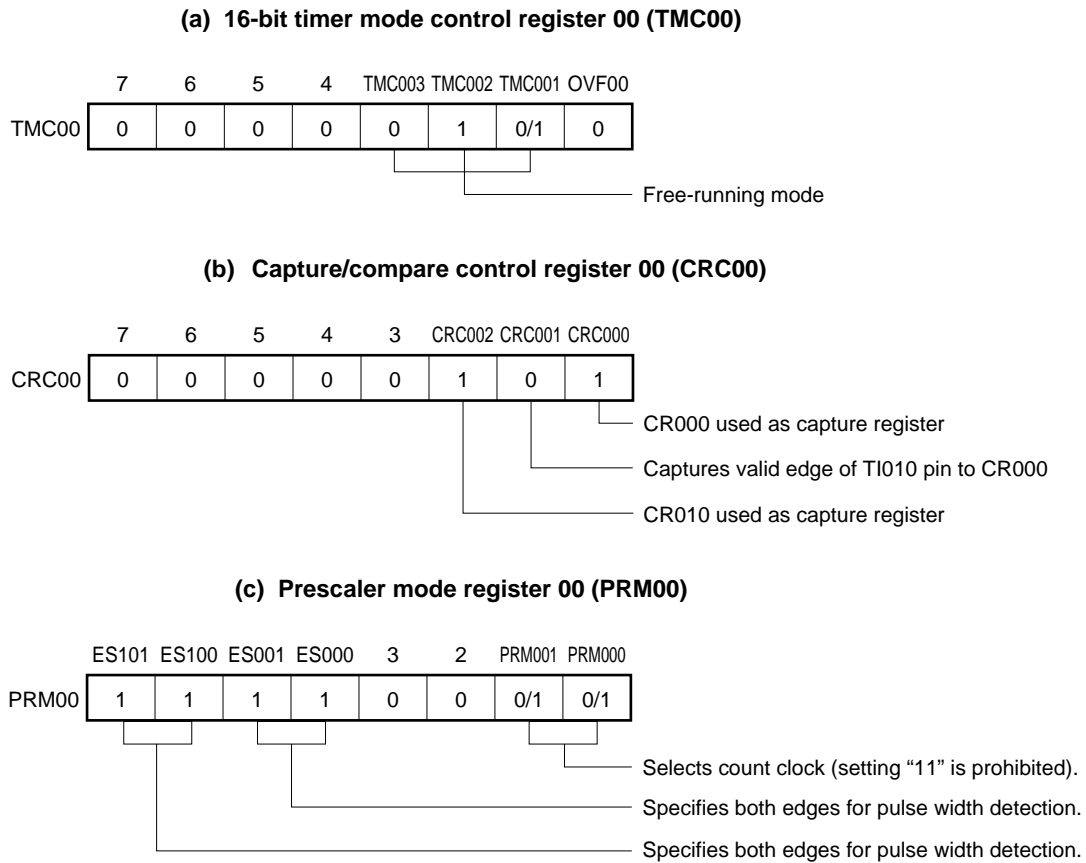 (a) 16-bit timer mode control register 00 (TMC00)
7 6 5 4 TMC003 TMC002 TMC001 OVF00
TMC00 0 0 0 0 0 1 0/1 0
Free-running mode
(b) Capture/compare control register 00 (CRC00)
7 6 5 4 3 CRC002 CRC001 CRC000
CRC00 0 0 0 0 0 1 0 1
CR000 used as capture register
Captures valid edge of TI010 pin to CR000
CR010 used as capture register
(c) Prescaler mode register 00 (PRM00)
ES101 ES100 ES001 ES000 3 2 PRM001 PRM000
PRM00 1 1 1 1 0 0 0/1 0/1
Selects count clock (setting “11” is prohibited).
Specifies both edges for pulse width detection.
Specifies both edges for pulse width detection.